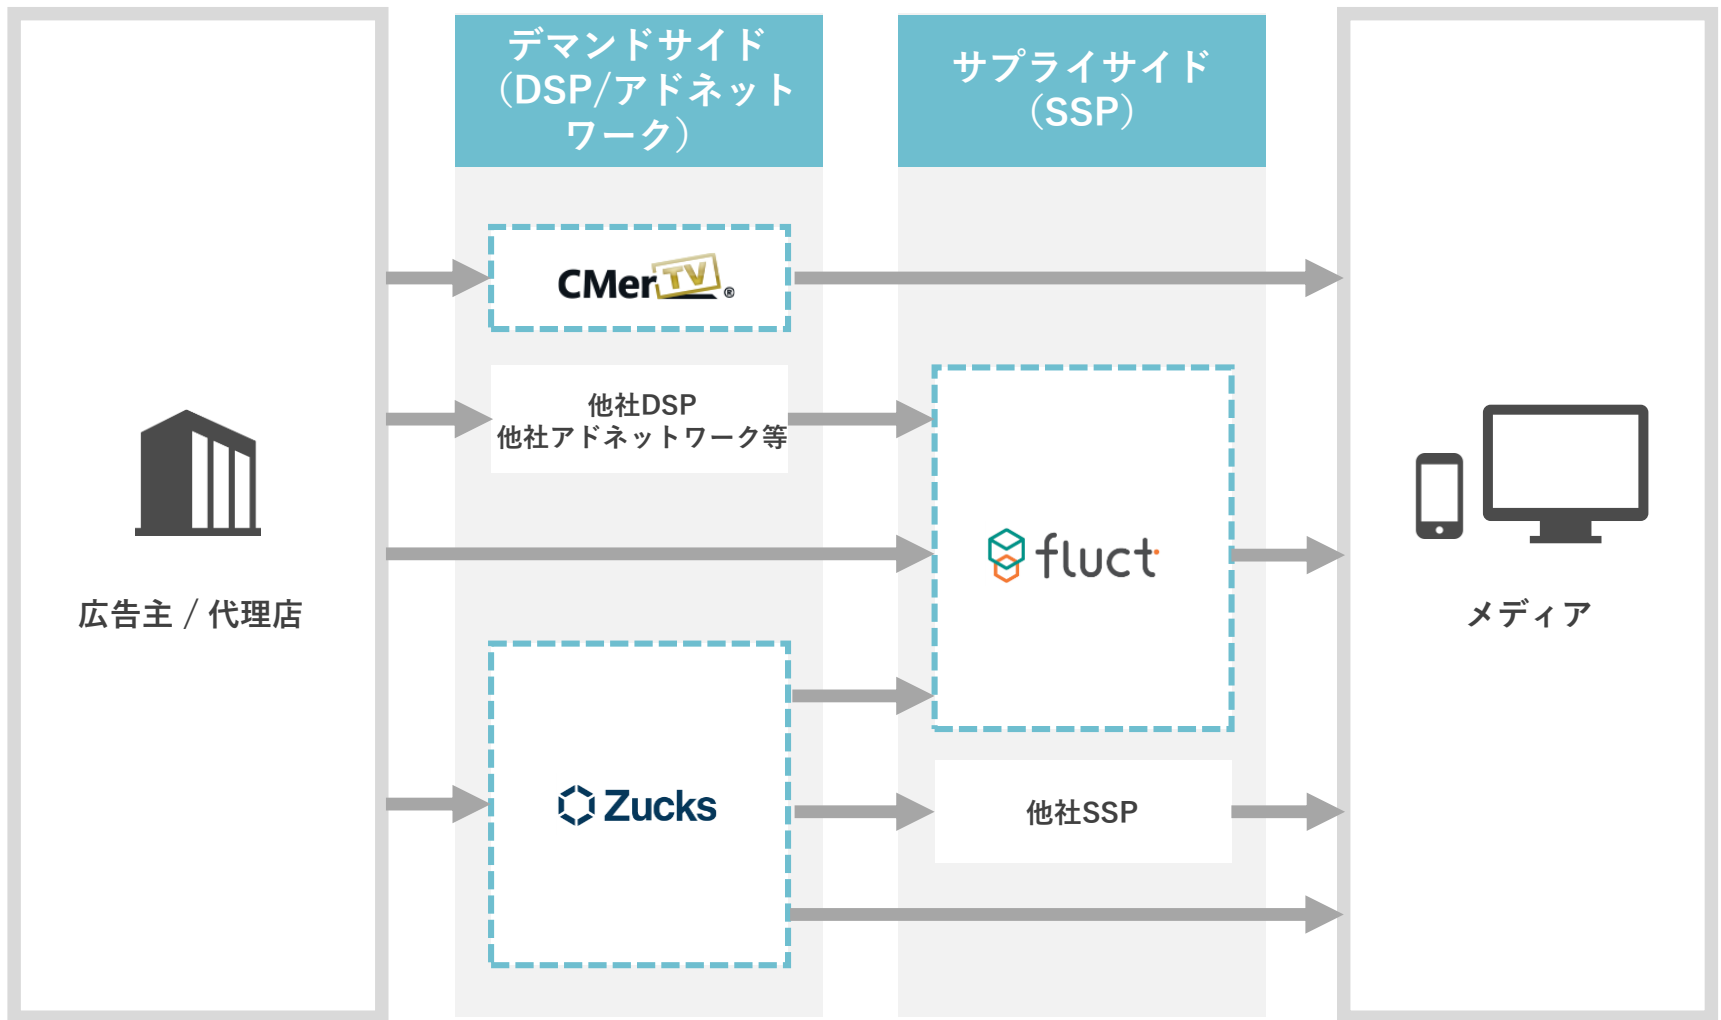 デマンドサイド
（DSP/アドネット
ワーク）
サプライサイド
（SSP）
CMerTV®
他社DSP
他社アドネットワーク等
fluct
広告主 / 代理店
メディア
Zucks
他社SSP